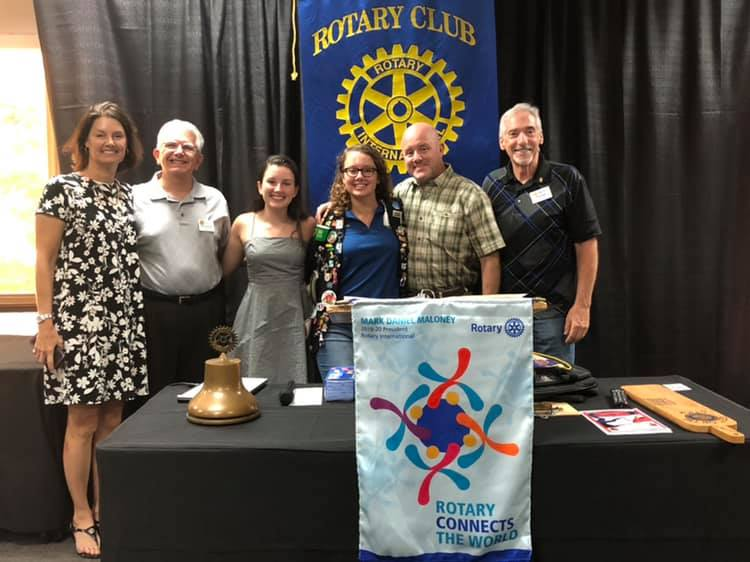 ROTARY CLUB
ROTARY
INTERNATIONAL
MARK DANIEL MALONEY
2019-20 President
Rotary International
Rotary
ROTARY
CONNECTS
THE WORLD